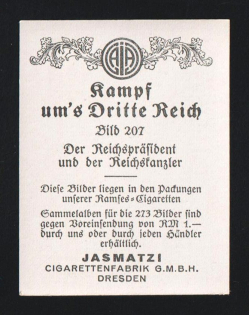 AJA
Kampf
um's Dritte Reich
Bild 207
Der Reichspräsident
und der Reichskanzler
Diese Bilder liegen in den Packungen
unserer Ramses-Cigaretten
Sammelalben für die 273 Bilder sind
gegen Voreinsendung von RM 1.—
durch uns oder durch jeden Händler
erhältlich.
JASMATZI
CIGARETTENFABRIK G.M.B.H.
DRESDEN